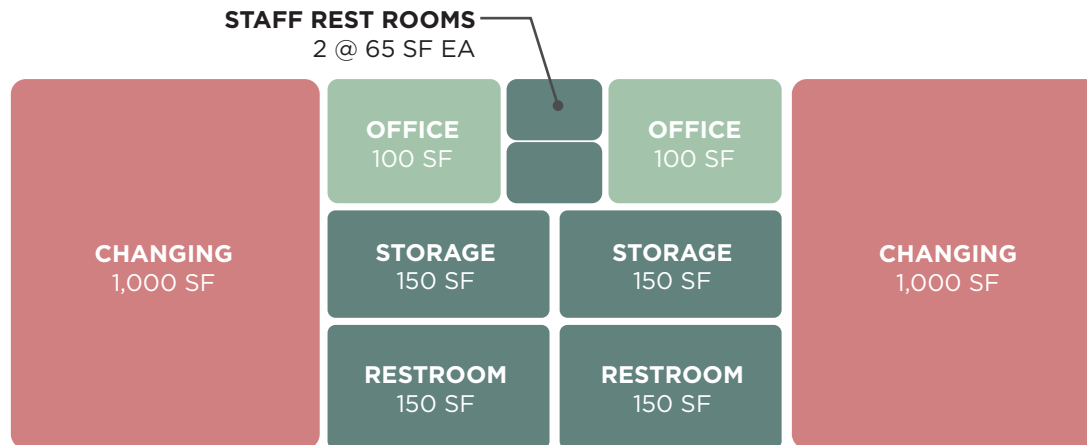 STAFF REST ROOMS
2 @ 65 SF EA
OFFICE
100 SF
OFFICE
100 SF
CHANGING
1,000 SF
STORAGE
150 SF
STORAGE
150 SF
CHANGING
1,000 SF
RESTROOM
150 SF
RESTROOM
150 SF